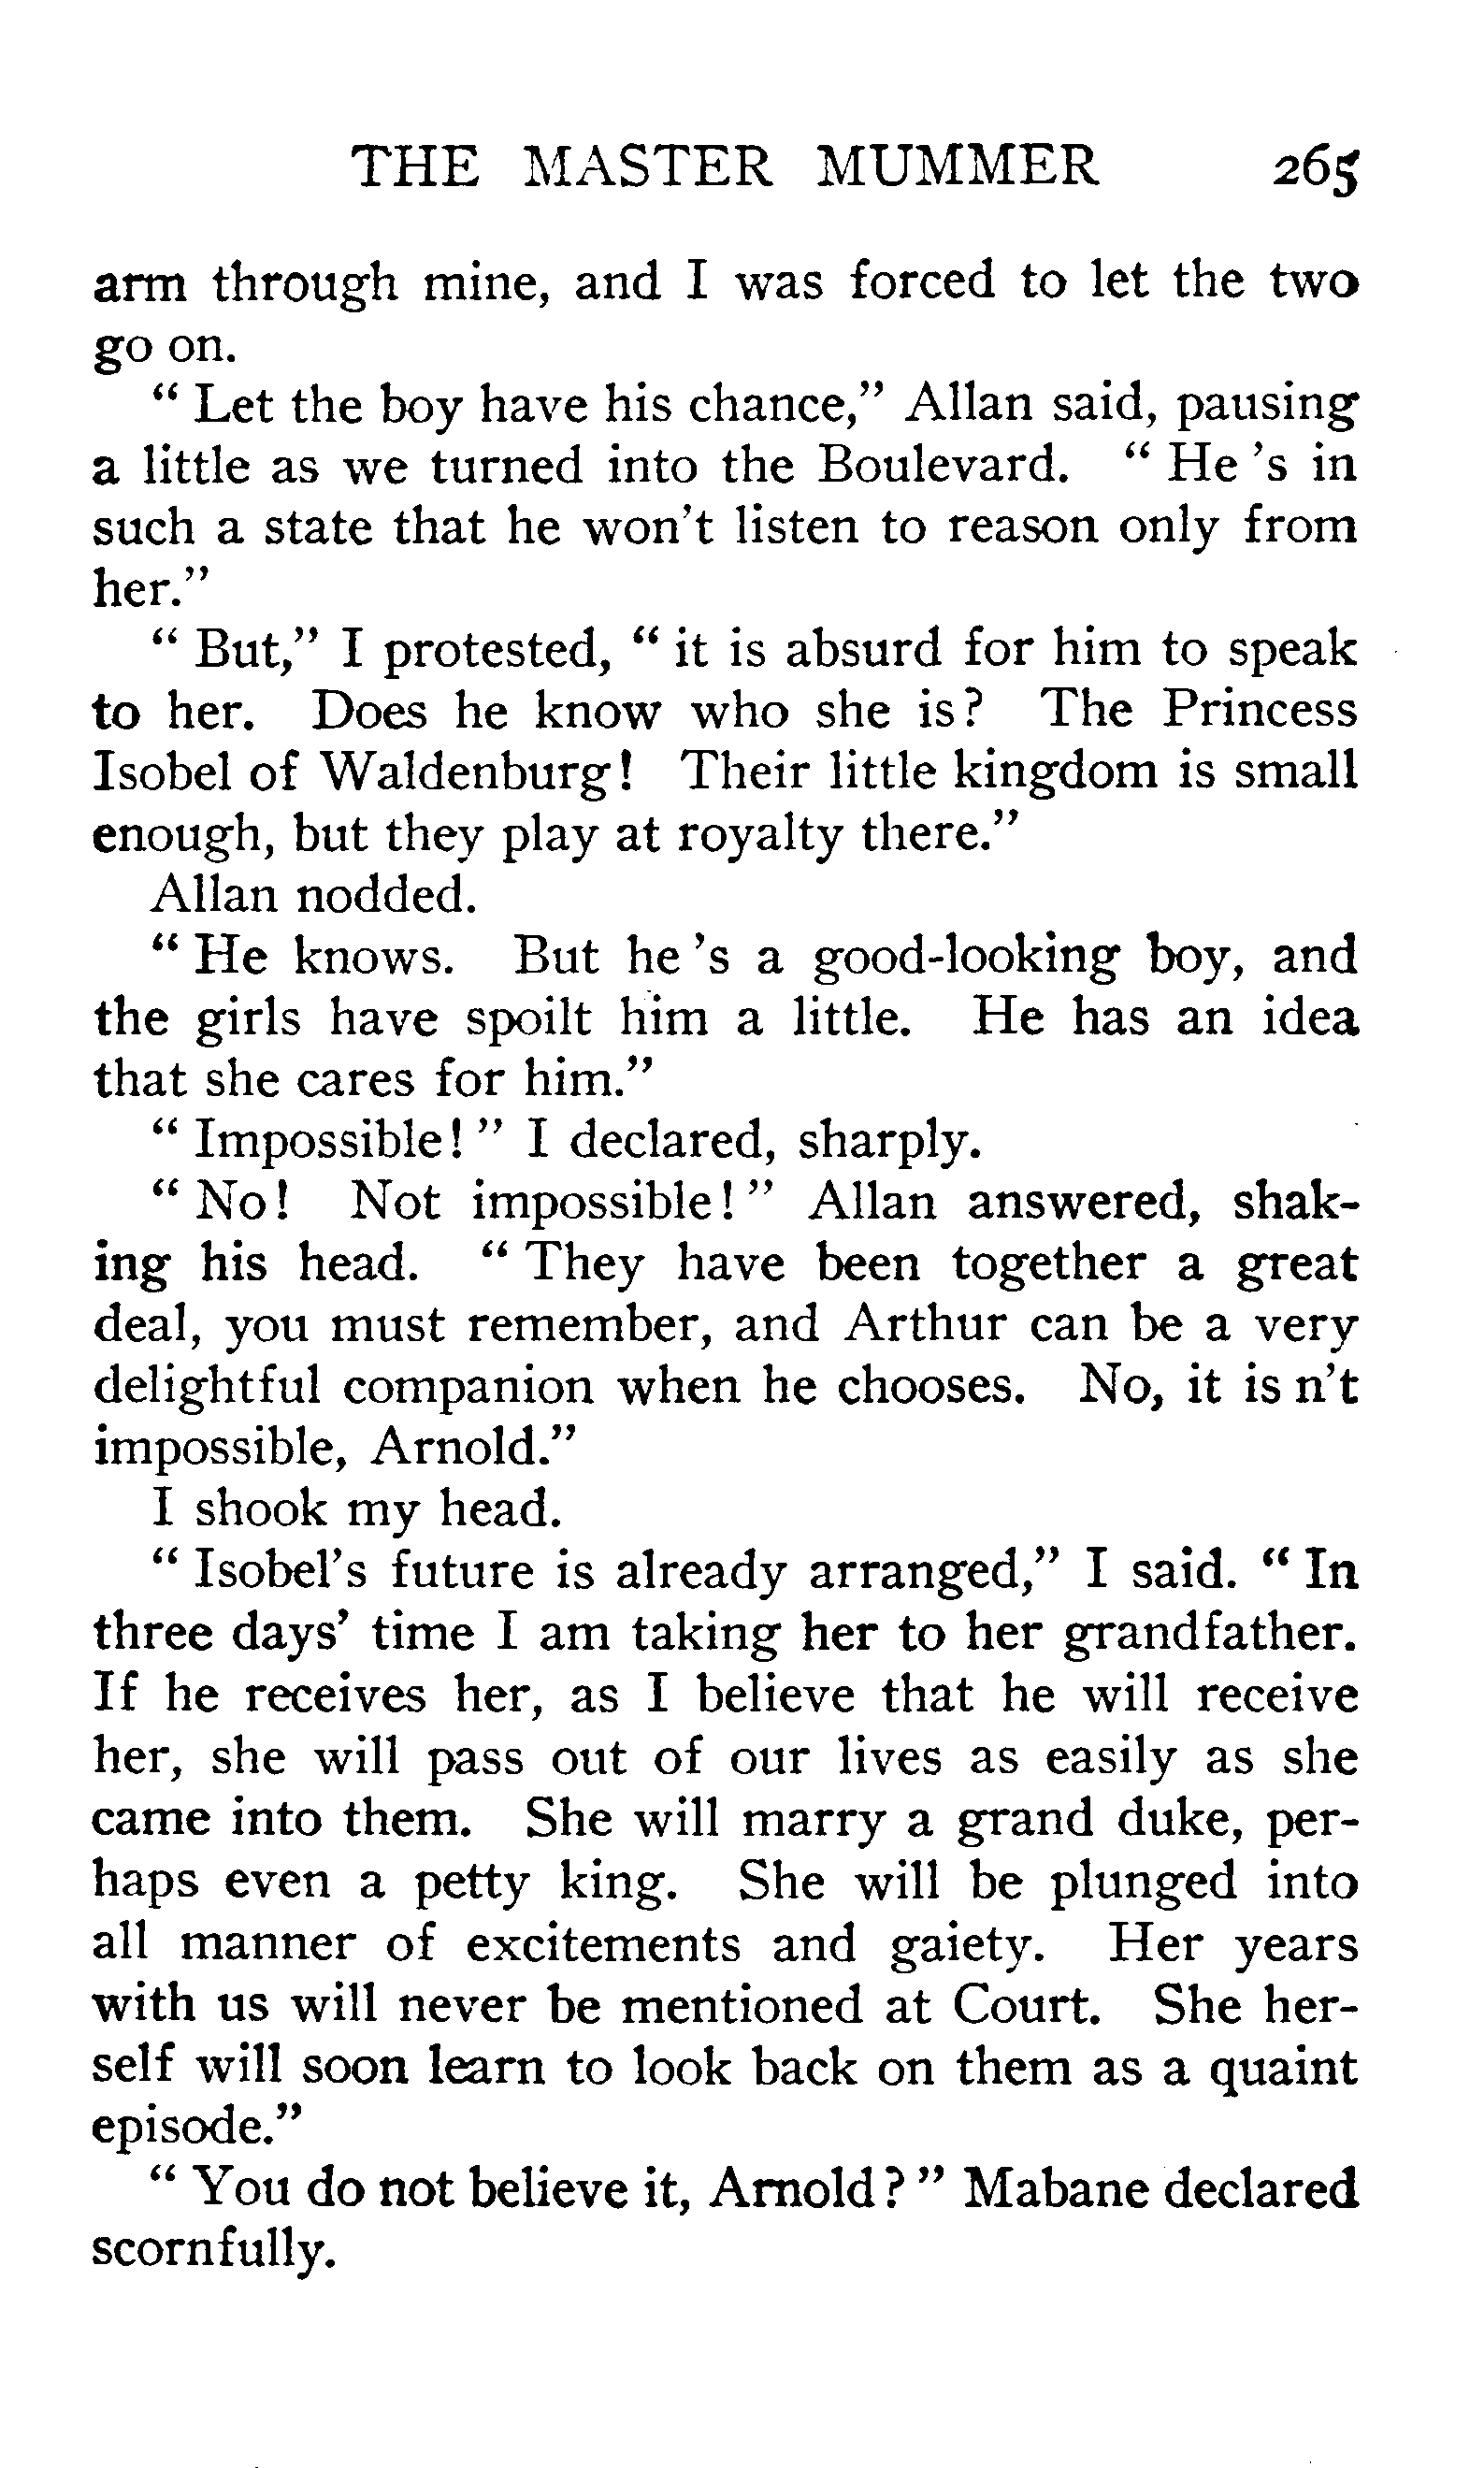 THE MASTER MUMMER 265
arm through mine, and I was forced to let the two
go on.
" Let the boy have his chance," Allan said, pausing
a little as we turned into the Boulevard. " He 's in
such a state that he won't listen to reason only from
her."
" But," I protested, " it is absurd for him to speak
to her. Does he know who she is? The Princess
Isobel of Waldenburg! Their little kingdom is small
enough, but they play at royalty there."
Allan nodded.
" He knows. But he 's a good-looking boy, and
the girls have spoilt him a little. He has an idea
that she cares for him."
" Impossible! " I declared, sharply.
" No! Not impossible! " Allan answered, shak-
ing his head. " They have been together a great
deal, you must remember, and Arthur can be a very
delightful companion when he chooses. No, it is n't
impossible, Arnold."
I shook my head.
" Isobel's future is already arranged," I said. " In
three days' time I am taking her to her grandfather.
If he receives her, as I believe that he will receive
her, she will pass out of our lives as easily as she
came into them. She will marry a grand duke, per-
haps even a petty king. She will be plunged into
all manner of excitements and gaiety. Her years
with us will never be mentioned at Court. She her-
self will soon learn to look back on them as a quaint
episode."
" You do not believe it, Arnold? " Mabane declared
scornfully.